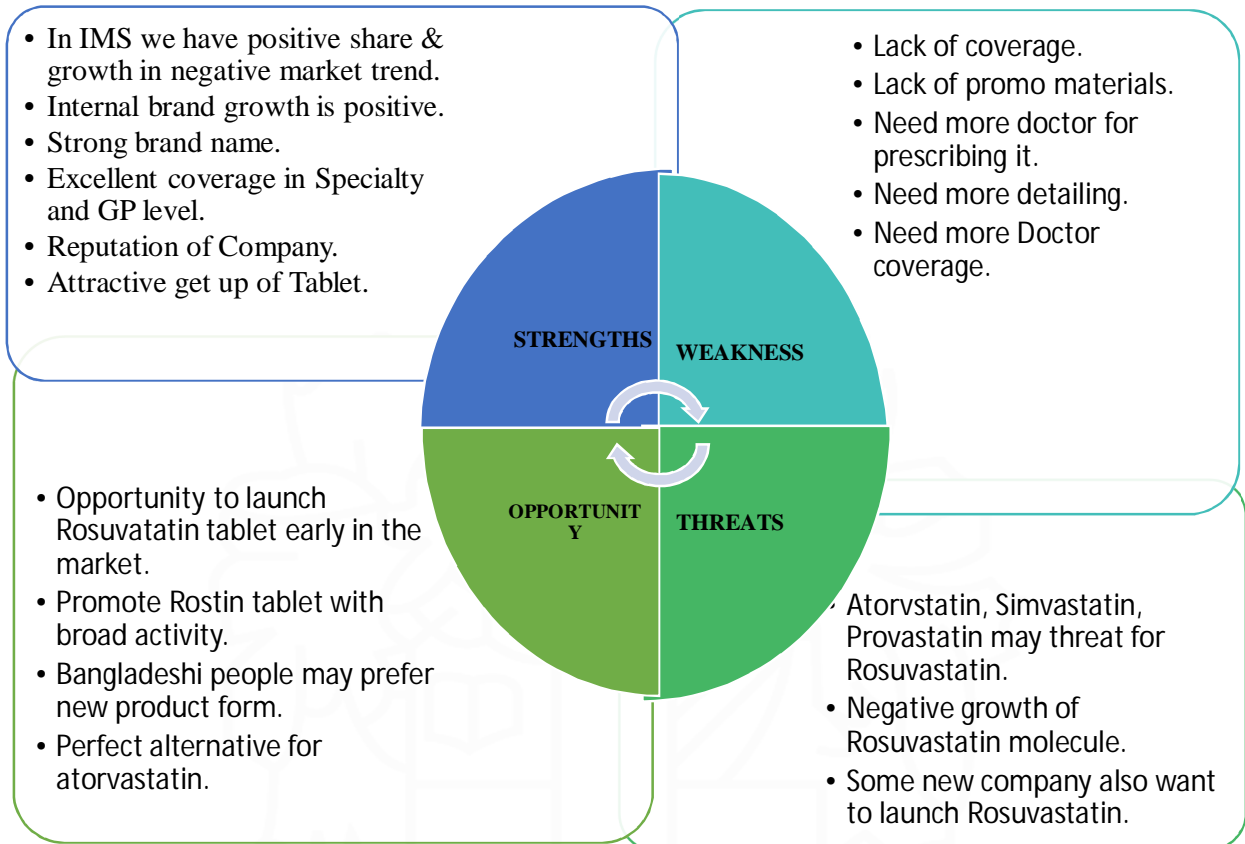 • In IMS we have positive share &
growth in negative market trend.
• Internal brand growth is positive.
• Strong brand name.
• Excellent coverage in Specialty
and GP level.
• Reputation of Company.
• Attractive get up of Tablet.
• Lack of coverage.
• Lack of promo materials.
• Need more doctor for
prescribing it.
• Need more detailing.
• Need more Doctor
coverage.
STRENGTHS
WEAKNESS
OPPORTUNIT
Y
THREATS
• Opportunity to launch
Rosuvatatin tablet early in the
market.
• Promote Rostin tablet with
broad activity.
• Bangladeshi people may prefer
new product form.
• Perfect alternative for
atorvastatin.
• Atorvstatin, Simvastatin,
Provastatin may threat for
Rosuvastatin.
• Negative growth of
Rosuvastatin molecule.
• Some new company also want
to launch Rosuvastatin.